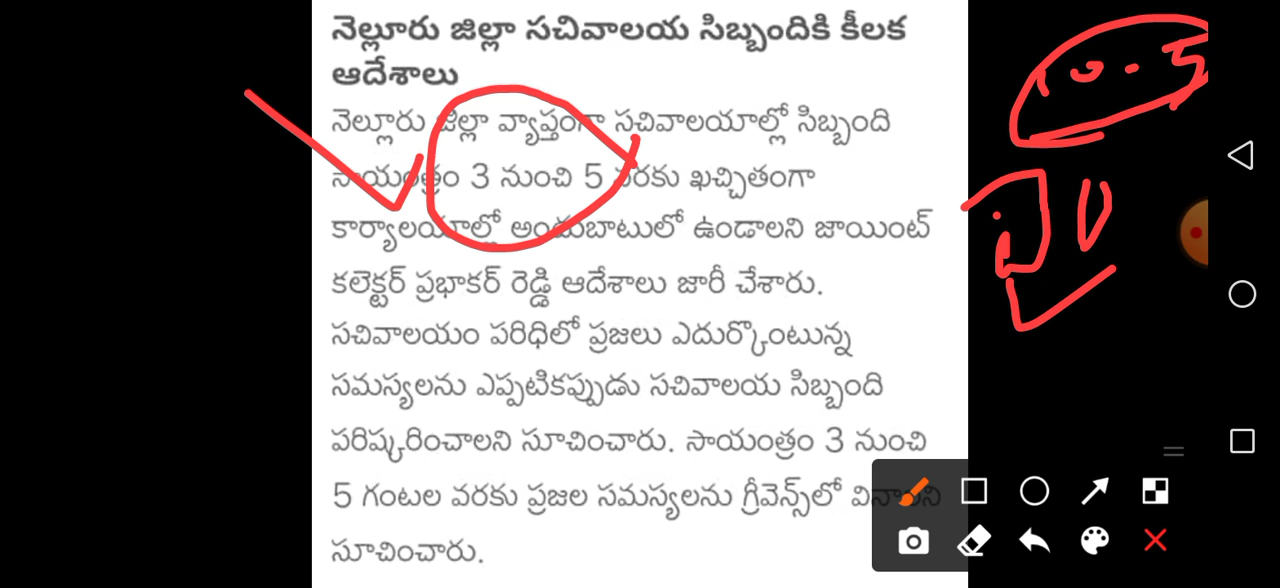 నెల్లూరు జిల్లా సచివాలయ సిబ్బందికి కీలక
ఆదేశాలు
నెల్లూరు జిల్లా వ్యాప్తంగా సచివాలయాల్లో సిబ్బంది
సాయంత్రం 3 నుంచి 5 వరకు ఖచ్చితంగా
కార్యాలయాల్లో అందుబాటులో ఉండాలని జాయింట్
కలెక్టర్ ప్రభాకర్ రెడ్డి ఆదేశాలు జారీ చేశారు.
సచివాలయం పరిధిలో ప్రజలు ఎదుర్కొంటున్న
సమస్యలను ఎప్పటికప్పుడు సచివాలయ సిబ్బంది
పరిష్కరించాలని సూచించారు. సాయంత్రం 3 నుంచి
5 గంటల వరకు ప్రజల సమస్యలను గ్రీవెన్స్‌లో వినాలని
సూచించారు.